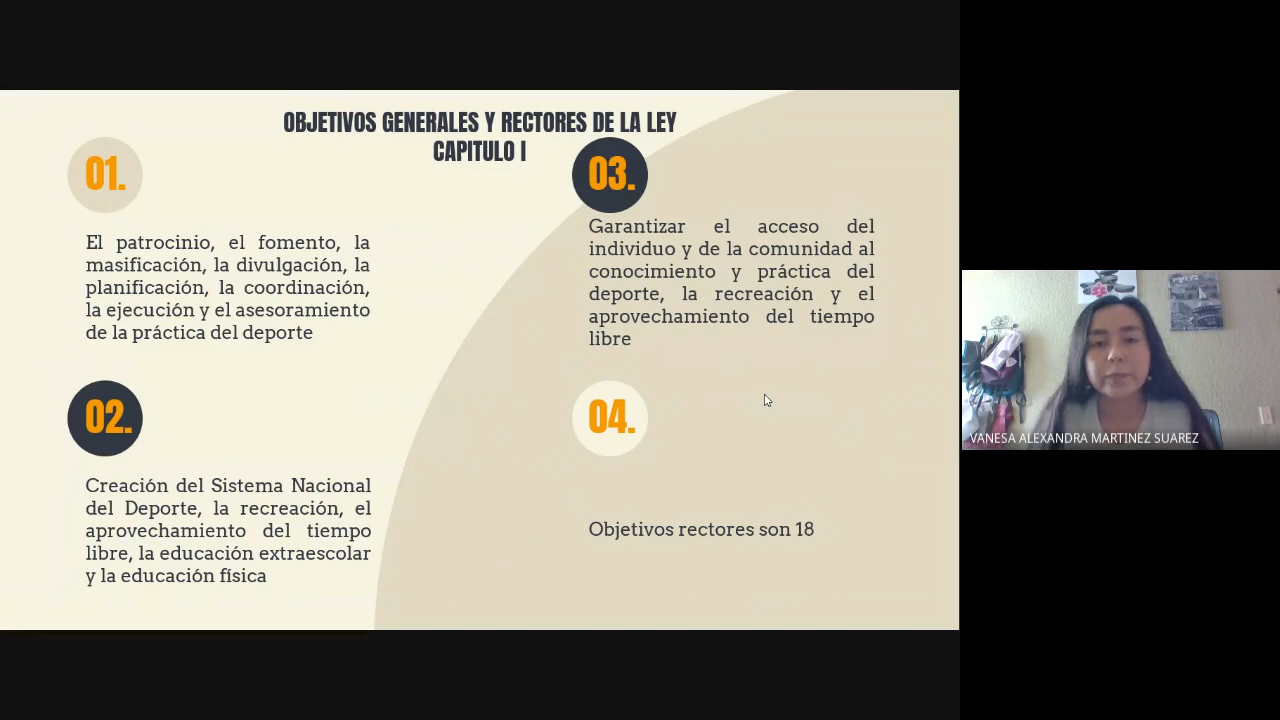 OBJETIVOS GENERALES Y RECTORES DE LA LEY
CAPITULO I
01.
El patrocinio, el fomento, la
masificación, la divulgación, la
planificación, la coordinación,
la ejecución y el asesoramiento
de la práctica del deporte
02.
Creación del Sistema Nacional
del Deporte, la recreación, el
aprovechamiento del tiempo
libre, la educación extraescolar
y la educación física
03.
Garantizar el acceso del
individuo y de la comunidad al
conocimiento y práctica del
deporte, la recreación y el
aprovechamiento del tiempo
libre
04.
Objetivos rectores son 18
VANESA ALEXANDRA MARTINEZ SUAREZ